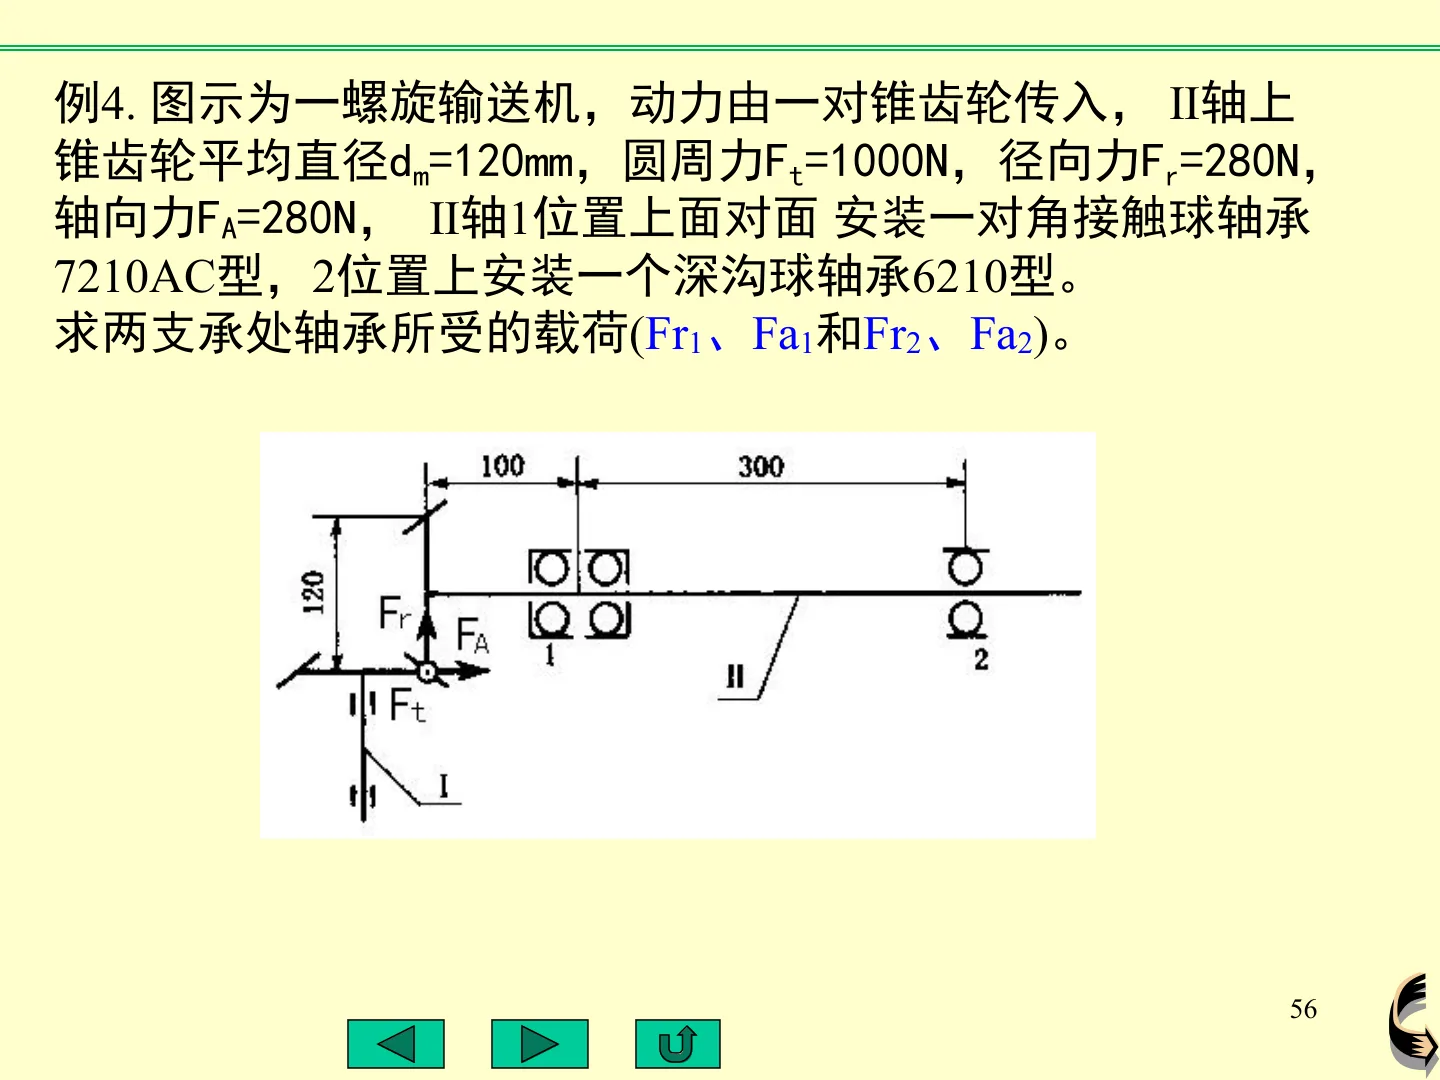 例4. 图示为一螺旋输送机，动力由一对锥齿轮传入， II轴上
锥齿轮平均直径dm=120mm，圆周力Ft=1000N，径向力Fr=280N，
轴向力FA=280N， II轴1位置上面对面 安装一对角接触球轴承
7210AC型，2位置上安装一个深沟球轴承6210型。
求两支承处轴承所受的载荷(Fr1、Fa1和Fr2、Fa2)。
100
300
120
Fr
FA
1
II
2
Ft
I
56